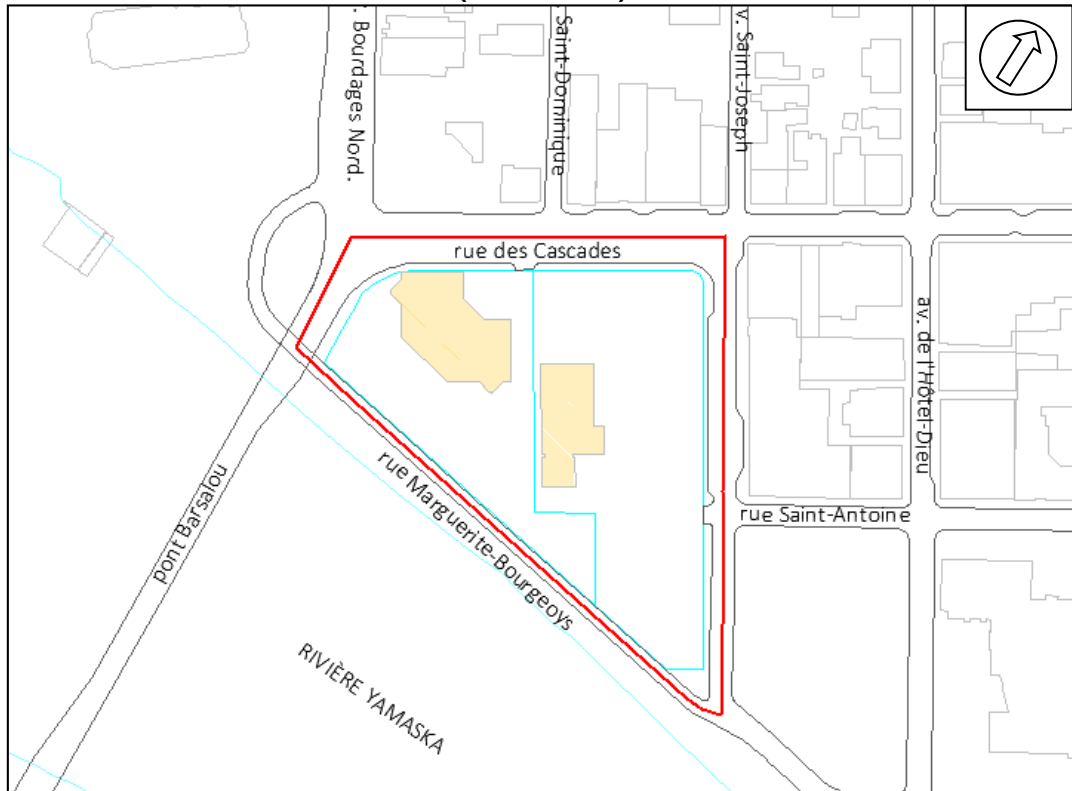 Bourdages Nord.
Saint-Dominique
v. Saint-Joseph
rue des Cascades
av. de l'Hôtel-Dieu
rue Marguerite-Bourgeoys
pont Barsalou
rue Saint-Antoine
RIVIÈRE YAMASKA